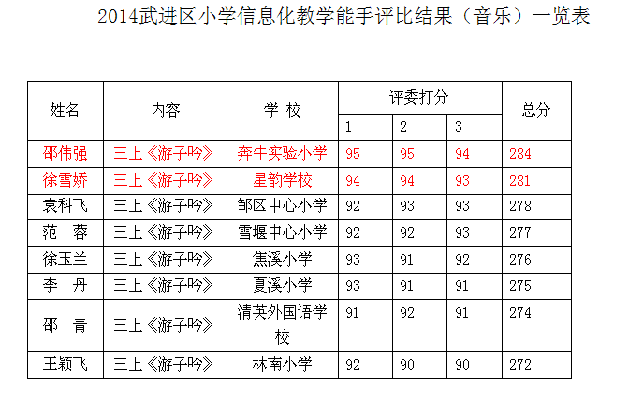 2014武进区小学信息化教学能手评比结果（音乐）一览表
姓名 内容 学 校 评委打分 总分
1 2 3
邵伟强 三上《游子吟》 奔牛实验小学 95 95 94 284
徐雪娇 三上《游子吟》 星韵学校 94 94 93 281
袁科飞 三上《游子吟》 邹区中心小学 92 93 93 278
范 蓉 三上《游子吟》 雪堰中心小学 92 92 93 277
徐玉兰 三上《游子吟》 焦溪小学 93 91 92 276
李 丹 三上《游子吟》 夏溪小学 93 91 91 275
邵 青 三上《游子吟》 清英外国语学校 91 92 91 274
王颖飞 三上《游子吟》 林南小学 92 90 90 272